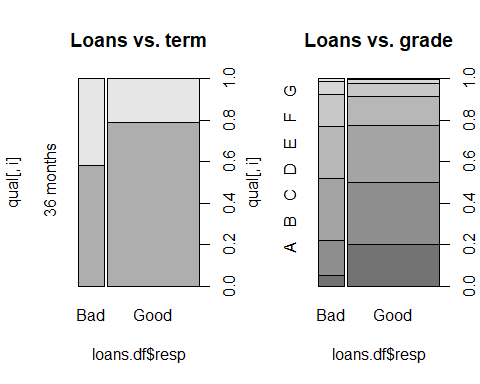 Loans vs. term
qual[, i]
36 months
0.0 0.2 0.4 0.6 0.8 1.0
Bad Good
loans.df$resp
Loans vs. grade
qual[, i]
A B C D E F G
0.0 0.2 0.4 0.6 0.8 1.0
Bad Good
loans.df$resp